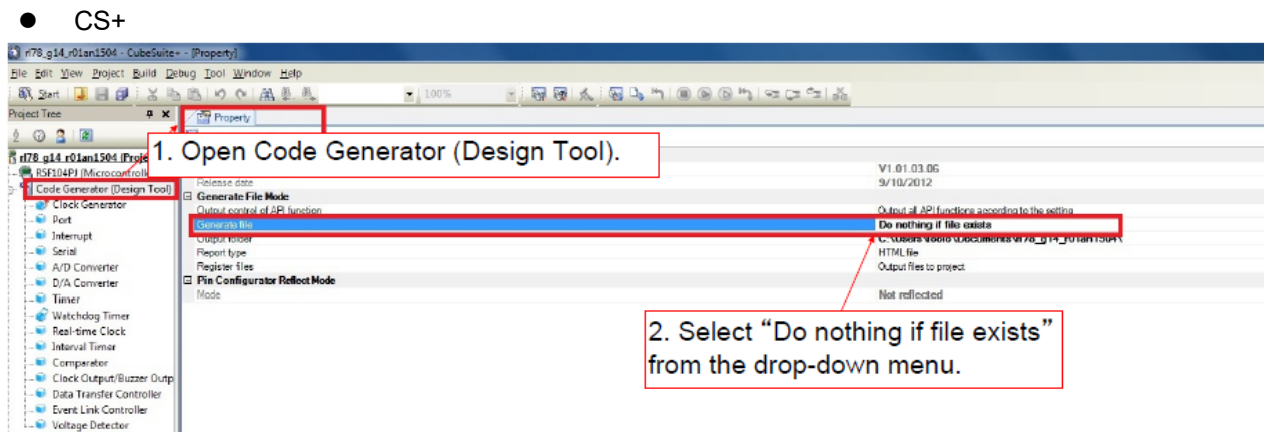 ● CS+
rl78_g14_r01an1504 - CubeSuite+ - [Property]
File Edit View Project Build Debug Tool Window Help
Start 100%
Project Tree
Property
1. Open Code Generator (Design Tool).
rl78_g14_r01an1504 (Proje
R5F104PJ (Microcontroll
V1.01.03.06
Code Generator (Design Tool)
Release date 9/10/2012
Generate File Mode
Clock Generator
Output control of API function Output all API functions according to the setting
Port
Generate file Do nothing if file exists
Interrupt
Output folder
Serial
Report type HTML file
A/D Converter
Register files Output files to project
D/A Converter
Pin Configurator Reflect Mode
Timer
Mode Not reflected
Watchdog Timer
Real-time Clock
Interval Timer
Comparator
Clock Output/Buzzer Outp
Data Transfer Controller
Event Link Controller
Voltage Detector
2. Select “Do nothing if file exists”
from the drop-down menu.